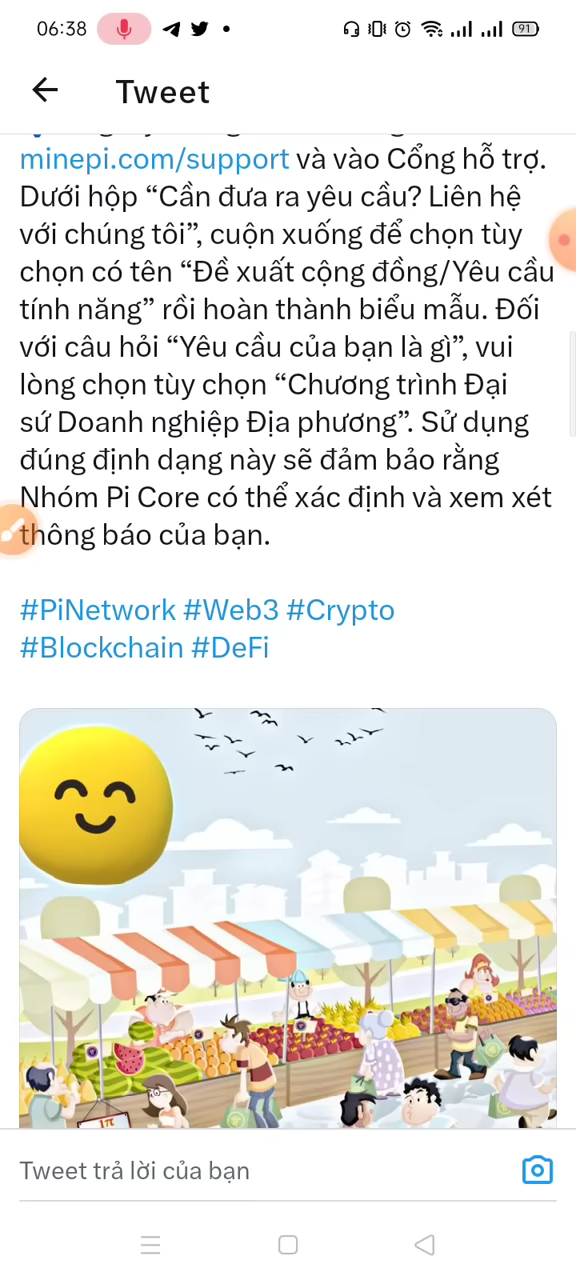 06:38
91
Tweet
minepi.com/support và vào Cổng hỗ trợ.
Dưới hộp “Cần đưa ra yêu cầu? Liên hệ
với chúng tôi”, cuộn xuống để chọn tùy
chọn có tên “Đề xuất cộng đồng/Yêu cầu
tính năng” rồi hoàn thành biểu mẫu. Đối
với câu hỏi “Yêu cầu của bạn là gì”, vui
lòng chọn tùy chọn “Chương trình Đại
sứ Doanh nghiệp Địa phương”. Sử dụng
đúng định dạng này sẽ đảm bảo rằng
Nhóm Pi Core có thể xác định và xem xét
thông báo của bạn.
#PiNetwork #Web3 #Crypto
#Blockchain #DeFi
1π
Tweet trả lời của bạn